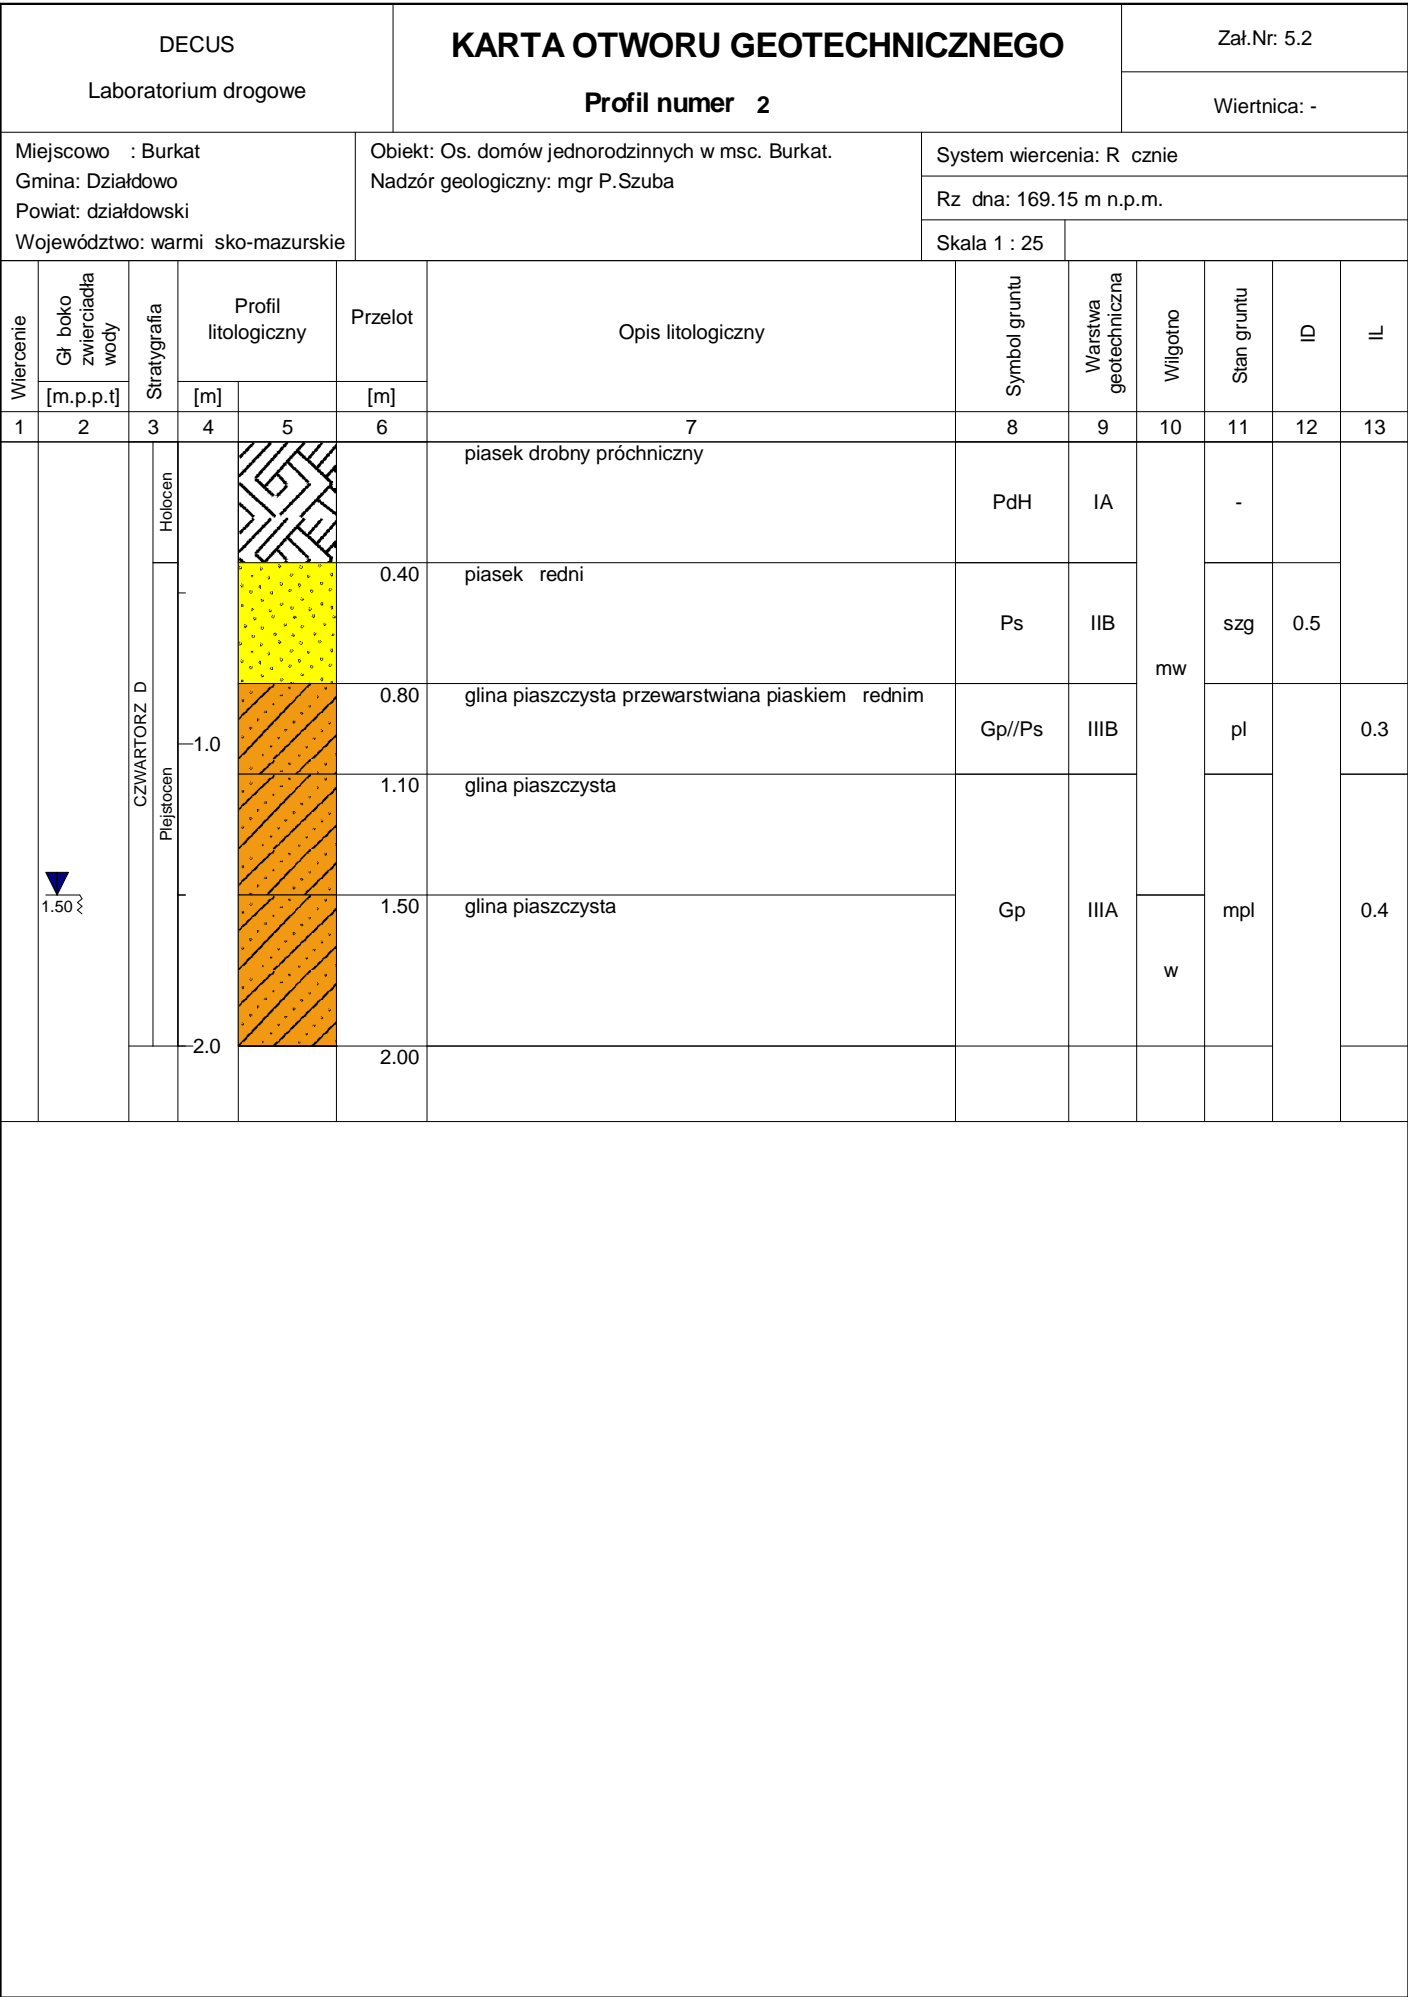 DECUS
Laboratorium drogowe
KARTA OTWORU GEOTECHNICZNEGO
Profil numer 2
Zał.Nr: 5.2
Wiertnica: -
Miejscowo : Burkat
Gmina: Działdowo
Powiat: działdowski
Województwo: warmi sko-mazurskie
Obiekt: Os. domów jednorodzinnych w msc. Burkat.
Nadzór geologiczny: mgr P.Szuba
System wiercenia: R cznie
Rz dna: 169.15 m n.p.m.
Skala 1 : 25
Wiercenie
Gł boko
zwierciadła
wody
[m.p.p.t]
Stratygrafia
Profil
litologiczny
[m]
Przelot
[m]
Opis litologiczny
Symbol gruntu
Warstwa
geotechniczna
Wilgotno
Stan gruntu
ID
IL
1 2 3 4 5 6 7 8 9 10 11 12 13
piasek drobny próchniczny
Holocen
PdH IA -
0.40 piasek redni
Ps IIB szg 0.5
mw
0.80 glina piaszczysta przewarstwiana piaskiem rednim
CZWARTORZ D
Plejstocen
1.0
Gp//Ps IIIB pl 0.3
1.10 glina piaszczysta
1.50
1.50 glina piaszczysta
Gp IIIA mpl 0.4
w
2.0
2.00